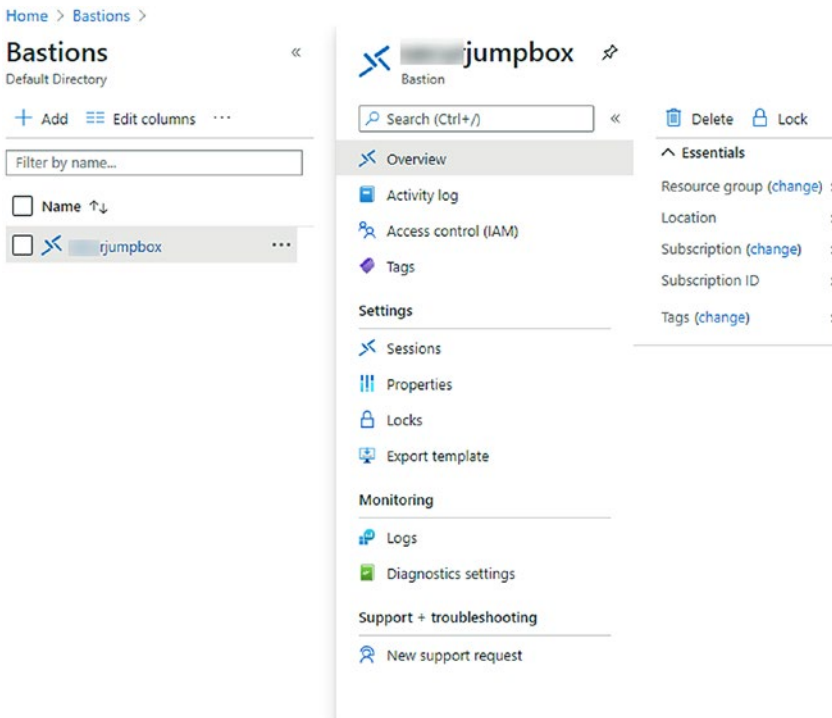 Home > Bastions >
Bastions
Default Directory
Add Edit columns ...
Filter by name...
Name
rjumpbox ...
rjumpbox
Bastion
Search (Ctrl+/)
Overview
Activity log
Access control (IAM)
Tags
Settings
Sessions
Properties
Locks
Export template
Monitoring
Logs
Diagnostics settings
Support + troubleshooting
New support request
Delete Lock
Essentials
Resource group (change) :
Location :
Subscription (change) :
Subscription ID :
Tags (change) :